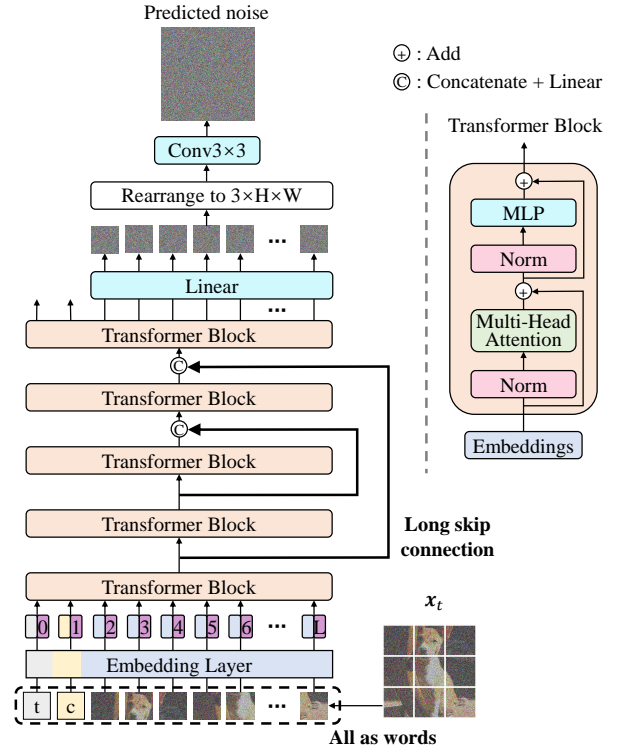 Predicted noise
Conv3×3
Rearrange to 3×H×W
...
Linear
...
Transformer Block
C
Transformer Block
C
Transformer Block
Transformer Block
Long skip
connection
Transformer Block
0 1 2 3 4 5 6 ... L
Embedding Layer
t c ...
All as words
x_t
+ : Add
C : Concatenate + Linear
Transformer Block
+
MLP
Norm
+
Multi-Head
Attention
Norm
Embeddings